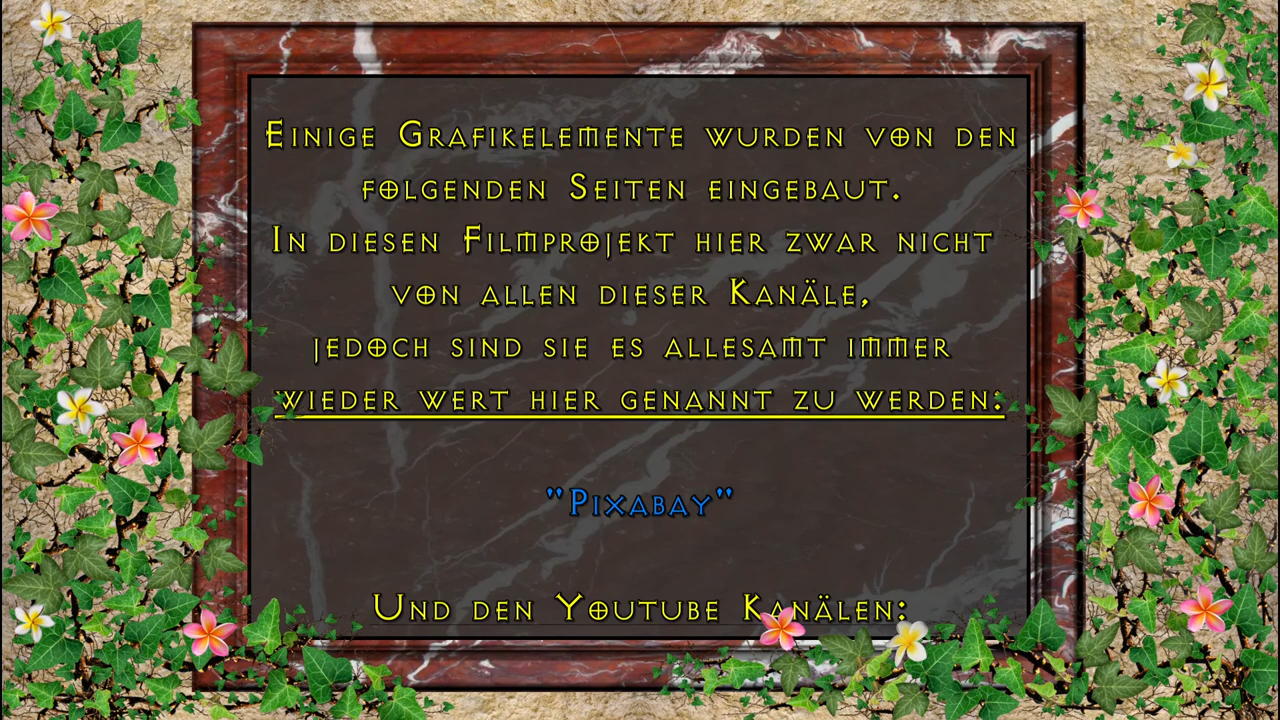 Einige Grafikelemente wurden von den
folgenden Seiten eingebaut.
In diesen Filmprojekt hier zwar nicht
von allen dieser Kanäle,
jedoch sind sie es allesamt immer
wieder wert hier genannt zu werden:
"Pixabay"
Und den Youtube Kanälen: